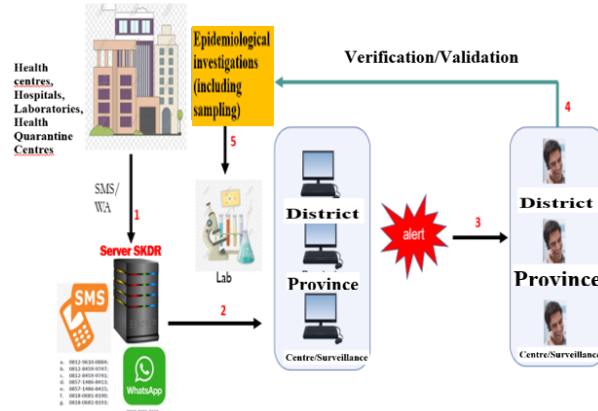 Health
centres,
Hospitals,
Laboratories,
Health
Quarantine
Centres
Epidemiological
investigations
(including
sampling)
Verification/Validation
4
5
SMS/
WA
1
Server SKDR
SMS
Lab
2
District
Province
Centre/Surveillance
alert
3
District
Province
Centre/Surveillance
WhatsApp